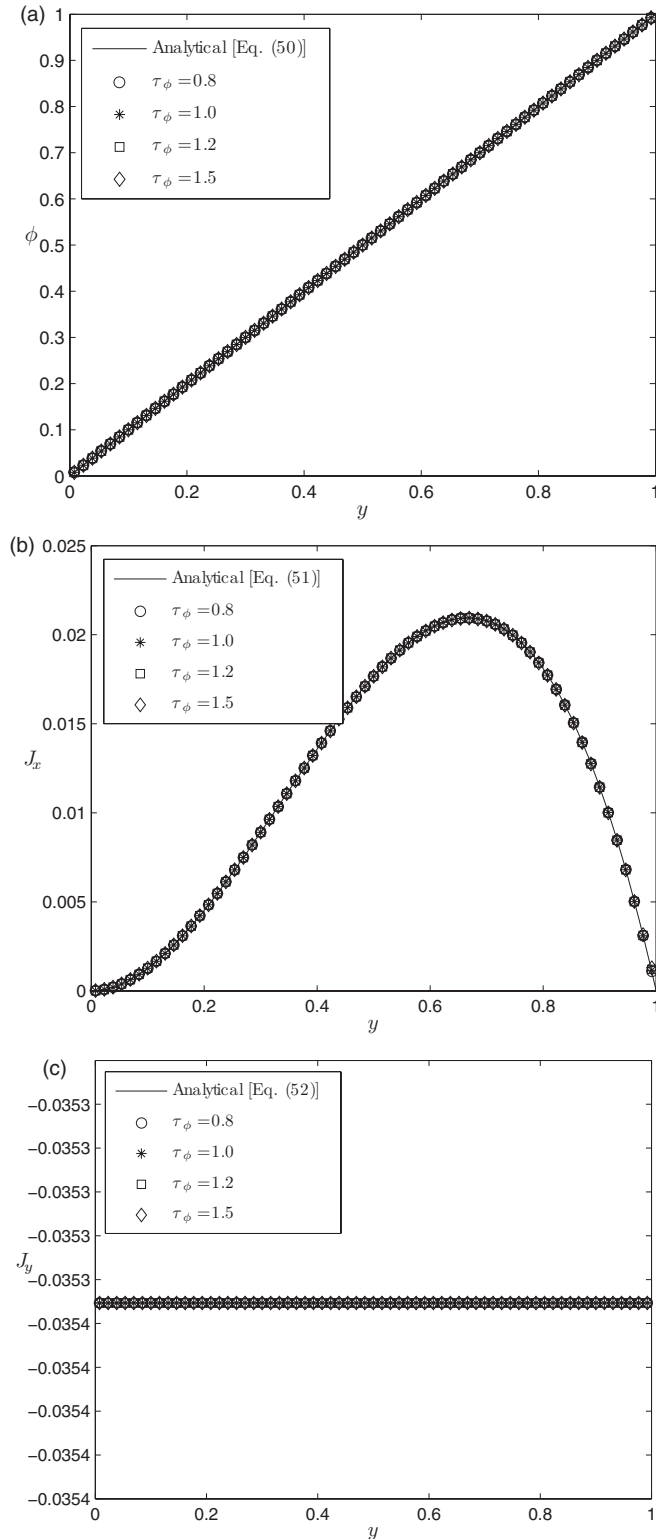 (a)
1
0.9
0.8
0.7
0.6
0.5
0.4
0.3
0.2
0.1
0
ϕ
Analytical [Eq. (50)]
τ_ϕ=0.8
τ_ϕ=1.0
τ_ϕ=1.2
τ_ϕ=1.5
0 0.2 0.4 0.6 0.8 1
y
(b)
0.025
0.02
0.015
0.01
0.005
0
J_x
Analytical [Eq. (51)]
τ_ϕ=0.8
τ_ϕ=1.0
τ_ϕ=1.2
τ_ϕ=1.5
0 0.2 0.4 0.6 0.8 1
y
(c)
−0.0353
−0.0353
−0.0353
−0.0353
−0.0353
−0.0354
−0.0354
−0.0354
−0.0354
−0.0354
J_y
Analytical [Eq. (52)]
τ_ϕ=0.8
τ_ϕ=1.0
τ_ϕ=1.2
τ_ϕ=1.5
0 0.2 0.4 0.6 0.8 1
y